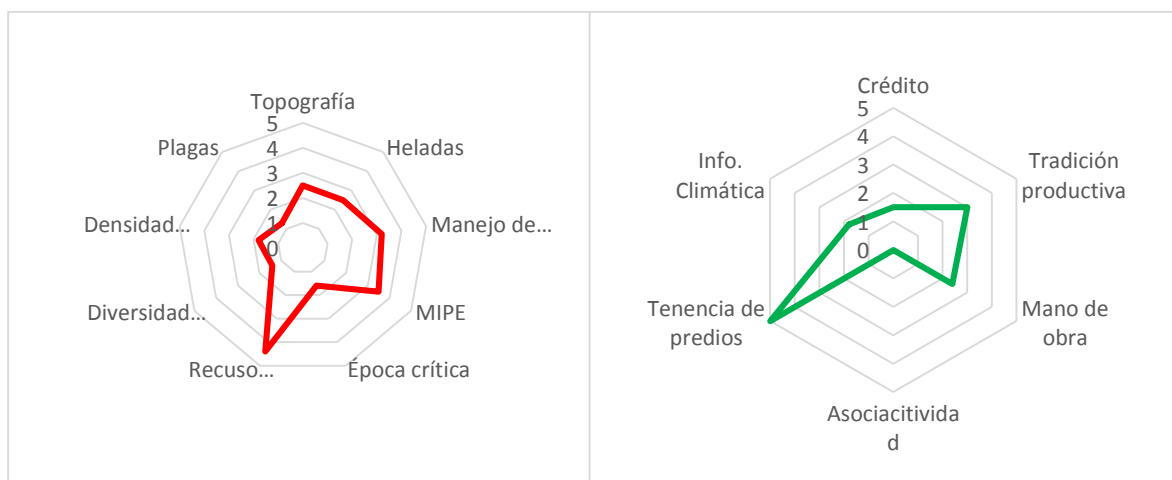 Topografía
Heladas
Manejo de...
MIPE
Época crítica
Recuso...
Diversidad...
Densidad...
Plagas
5
4
3
2
1
0
Crédito
Tradición
productiva
Mano de
obra
Asociacitivida
d
Tenencia de
predios
Info.
Climática
5
4
3
2
1
0